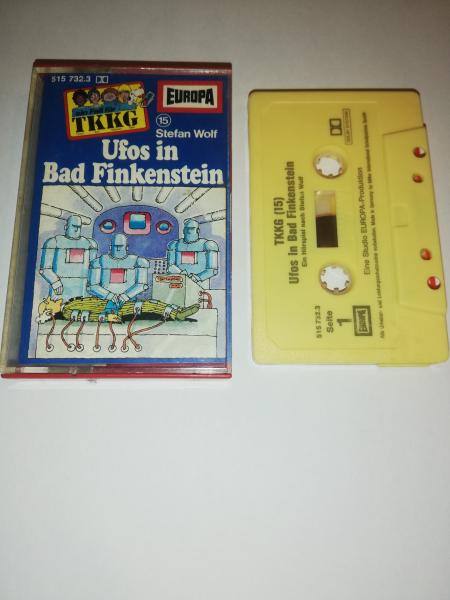 515 732.3
EUROPA
ein Fall für
TKKG
15
Stefan Wolf
Ufos in
Bad Finkenstein
TKKG (15)
Ufos in Bad Finkenstein
Ein Hörspiel nach Stefan Wolf
515 732.3
Seite
1
EUROPA
Eine Studio EUROPA-Produktion